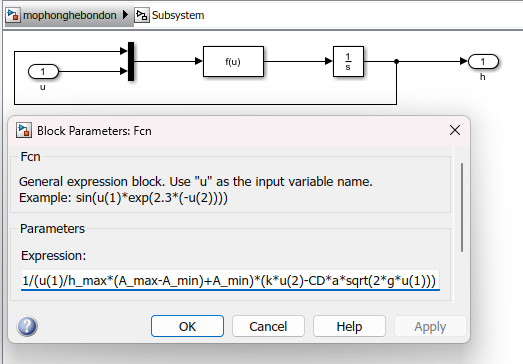 mophonghebondon Subsystem
1
u
f(u)
1
s
1
h
Block Parameters: Fcn
Fcn
General expression block. Use "u" as the input variable name.
Example: sin(u(1)*exp(2.3*(-u(2))))
Parameters
Expression:
1/(u(1)/h_max*(A_max-A_min)+A_min)*(k*u(2)-CD*a*sqrt(2*g*u(1)))
? OK Cancel Help Apply